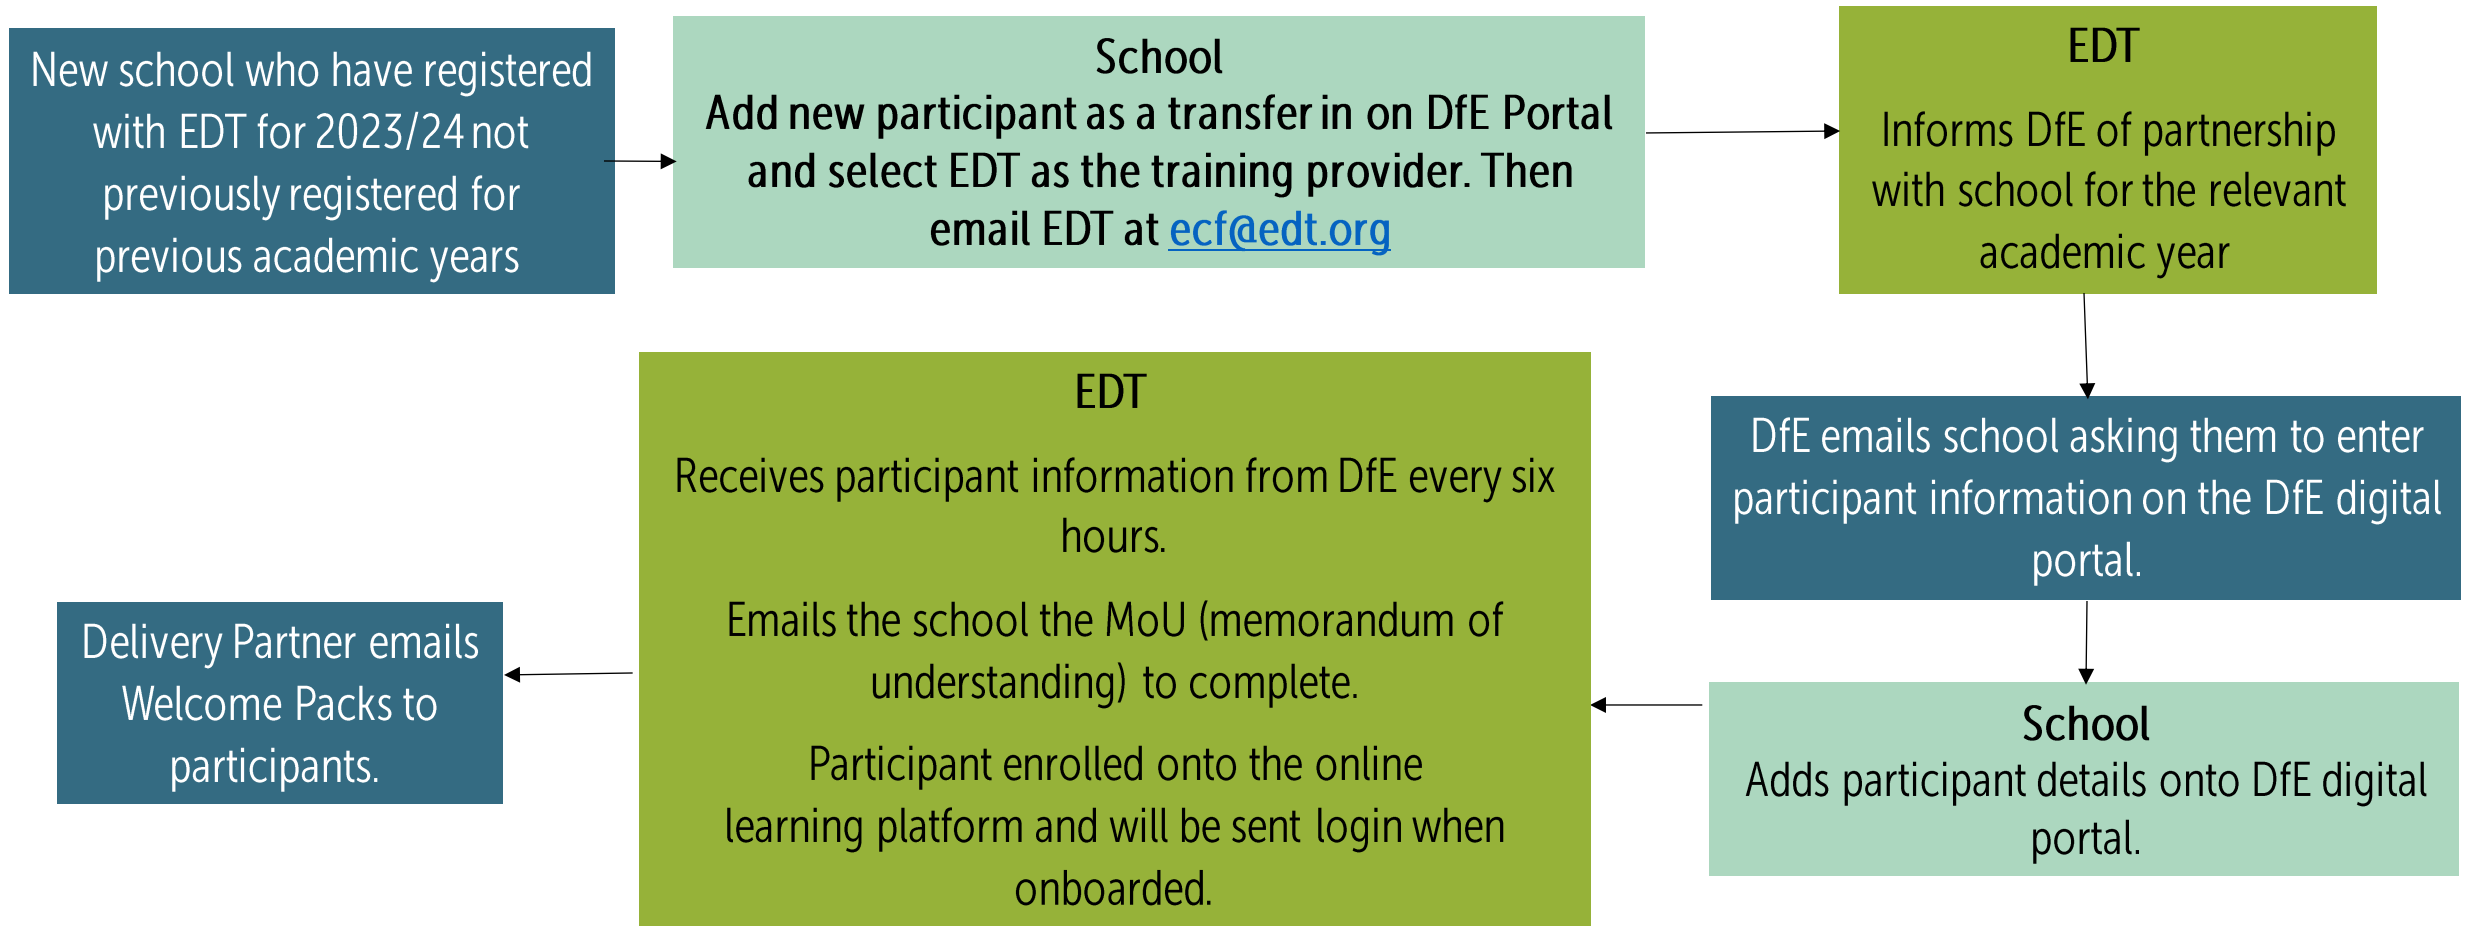 New school who have registered
with EDT for 2023/24 not
previously registered for
previous academic years
School
Add new participant as a transfer in on DfE Portal
and select EDT as the training provider. Then
email EDT at ecf@edt.org
EDT
Informs DfE of partnership
with school for the relevant
academic year
DfE emails school asking them to enter
participant information on the DfE digital
portal.
School
Adds participant details onto DfE digital
portal.
EDT
Receives participant information from DfE every six
hours.
Emails the school the MoU (memorandum of
understanding) to complete.
Participant enrolled onto the online
learning platform and will be sent login when
onboarded.
Delivery Partner emails
Welcome Packs to
participants.